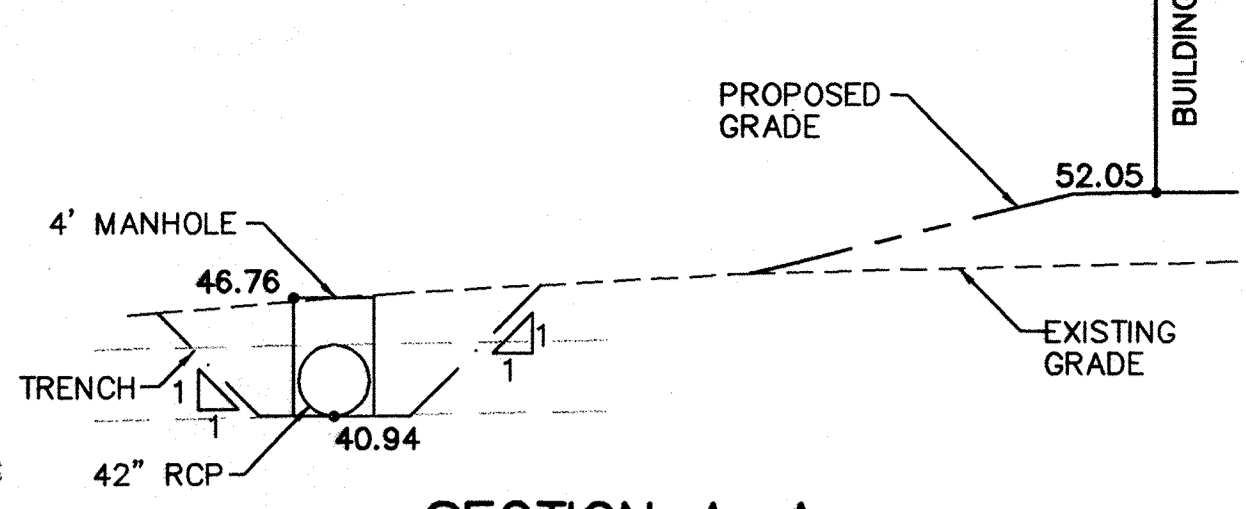 BUILDING
PROPOSED
GRADE
52.05
4' MANHOLE
46.76
EXISTING
GRADE
1
1
TRENCH
1
1
40.94
42" RCP
SECTION A-A